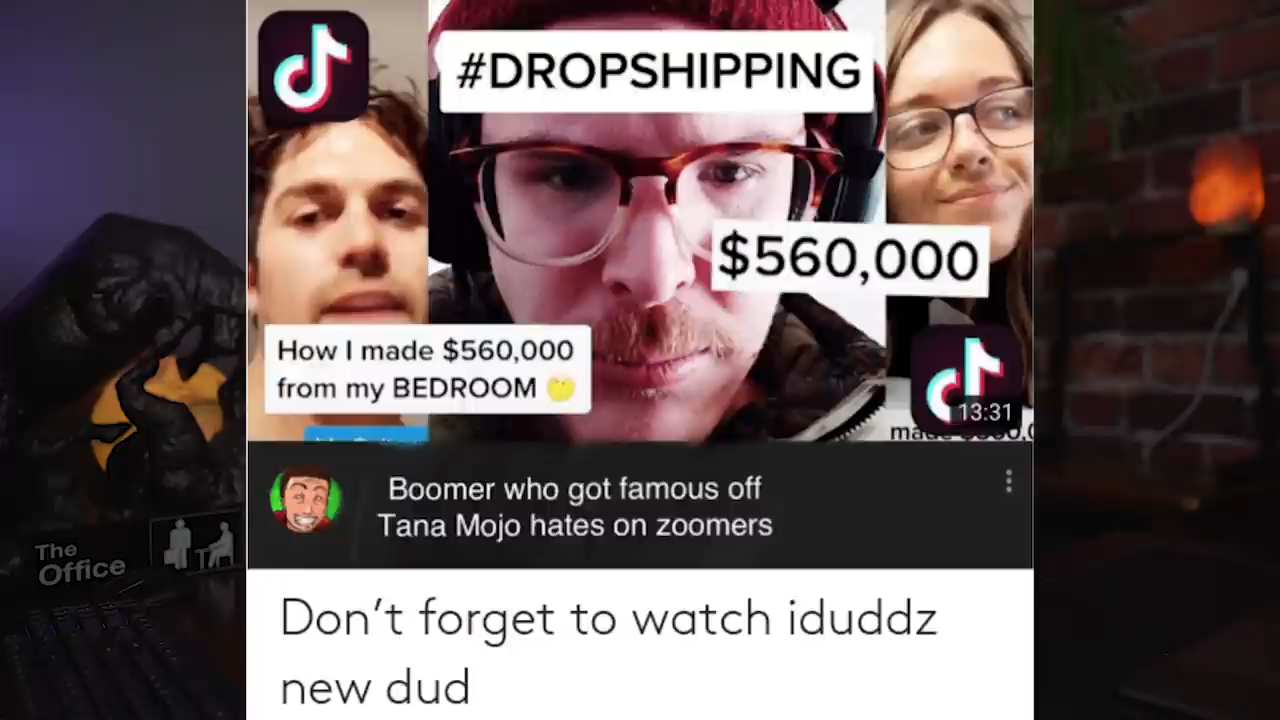 #DROPSHIPPING
$560,000
How I made $560,000
from my BEDROOM
13:31
Boomer who got famous off
Tana Mojo hates on zoomers
The
Office
Don't forget to watch iduddz
new dud